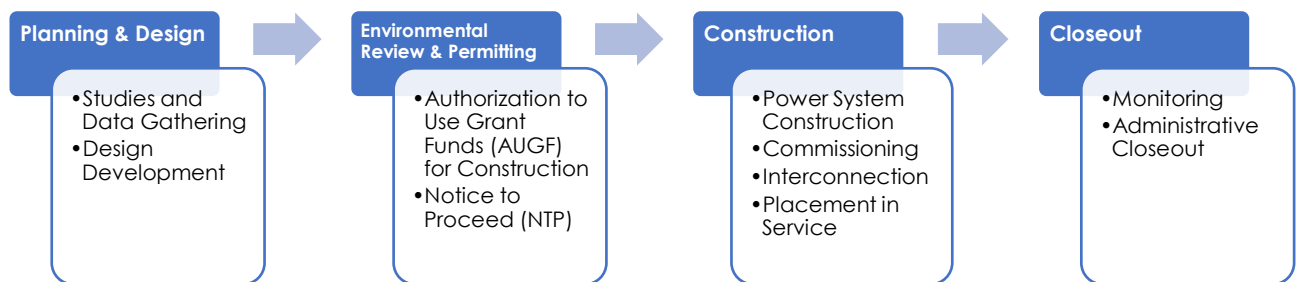 Planning & Design
•Studies and
Data Gathering
•Design
Development
Environmental
Review & Permitting
•Authorization to
Use Grant
Funds (AUGF)
for Construction
•Notice to
Proceed (NTP)
Construction
•Power System
Construction
•Commissioning
•Interconnection
•Placement in
Service
Closeout
•Monitoring
•Administrative
Closeout